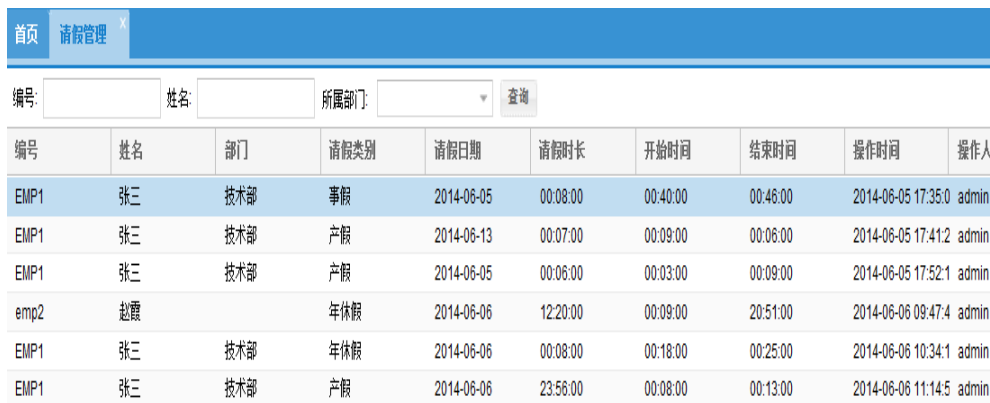 首页 请假管理 x
编号: 姓名: 所属部门: 查询
编号 姓名 部门 请假类别 请假日期 请假时长 开始时间 结束时间 操作时间 操作人
EMP1 张三 技术部 事假 2014-06-05 00:08:00 00:40:00 00:46:00 2014-06-05 17:35:0 admin
EMP1 张三 技术部 产假 2014-06-13 00:07:00 00:09:00 00:06:00 2014-06-05 17:41:2 admin
EMP1 张三 技术部 产假 2014-06-05 00:06:00 00:03:00 00:09:00 2014-06-05 17:52:1 admin
emp2 赵霞 年休假 2014-06-06 12:20:00 00:09:00 20:51:00 2014-06-06 09:47:4 admin
EMP1 张三 技术部 年休假 2014-06-06 00:08:00 00:18:00 00:25:00 2014-06-06 10:34:1 admin
EMP1 张三 技术部 产假 2014-06-06 23:56:00 00:08:00 00:13:00 2014-06-06 11:14:5 admin